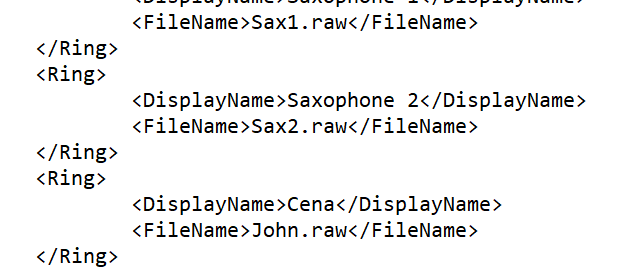 <DisplayName>Saxophone 1</DisplayName>
<FileName>Sax1.raw</FileName>
</Ring>
<Ring>
<DisplayName>Saxophone 2</DisplayName>
<FileName>Sax2.raw</FileName>
</Ring>
<Ring>
<DisplayName>Cena</DisplayName>
<FileName>John.raw</FileName>
</Ring>